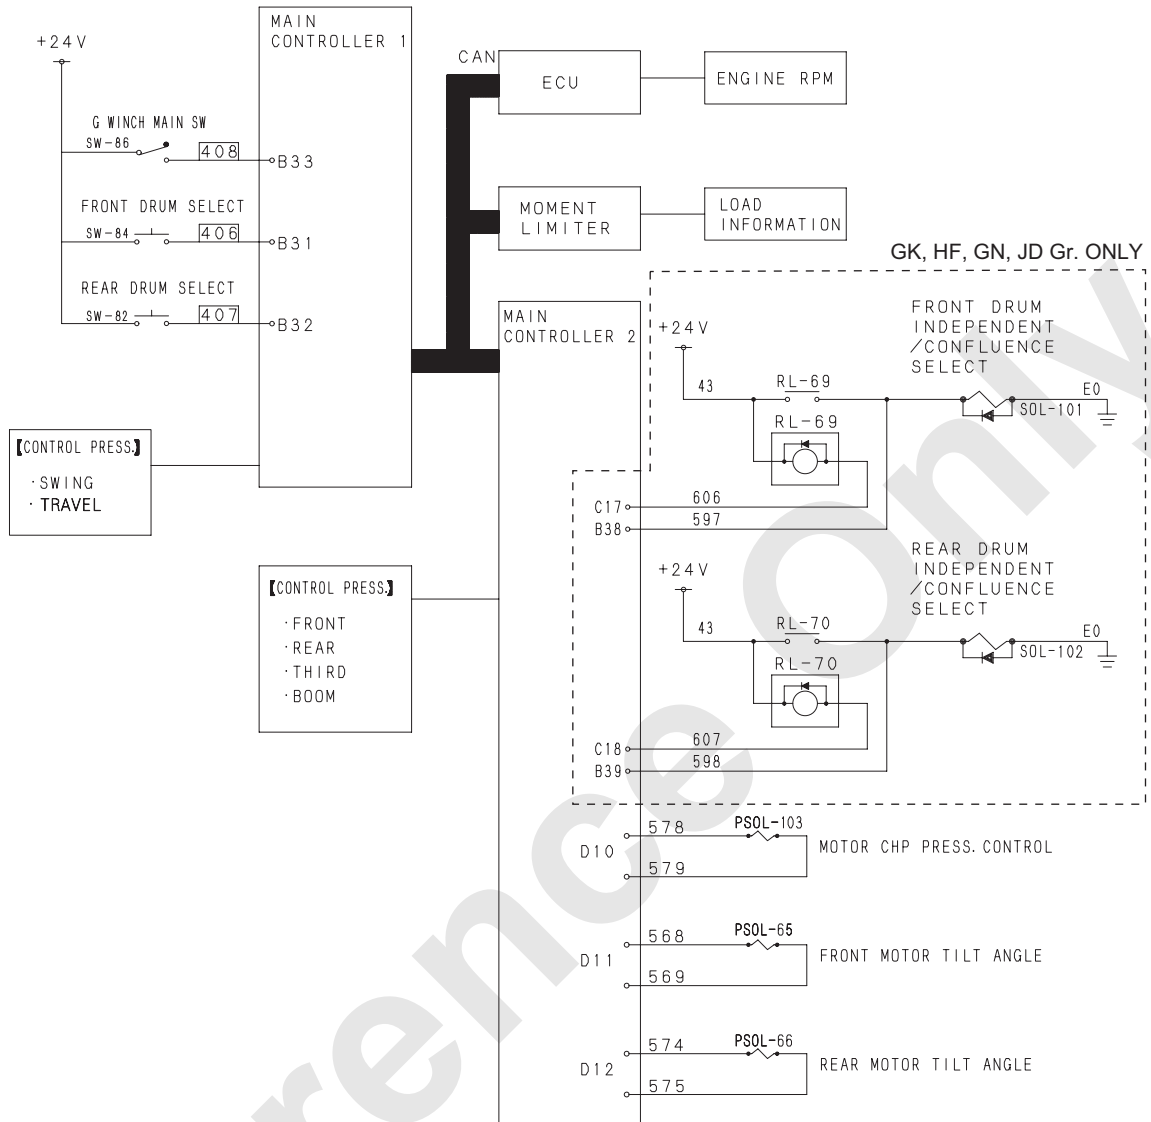 MAIN
CONTROLLER 1
+24V
G WINCH MAIN SW
SW-86
408
B33
FRONT DRUM SELECT
SW-84
406
B31
REAR DRUM SELECT
SW-82
407
B32
【CONTROL PRESS.】
·SWING
·TRAVEL
【CONTROL PRESS.】
·FRONT
·REAR
·THIRD
·BOOM
CAN
ECU
ENGINE RPM
MOMENT
LIMITER
LOAD
INFORMATION
MAIN
CONTROLLER 2
GK, HF, GN, JD Gr. ONLY
+24V
43
RL-69
RL-69
FRONT DRUM
INDEPENDENT
/CONFLUENCE
SELECT
SOL-101
E0
C17
606
B38
597
+24V
43
RL-70
RL-70
REAR DRUM
INDEPENDENT
/CONFLUENCE
SELECT
SOL-102
E0
C18
607
B39
598
D10
578
PSOL-103
579
MOTOR CHP PRESS. CONTROL
D11
568
PSOL-65
569
FRONT MOTOR TILT ANGLE
D12
574
PSOL-66
575
REAR MOTOR TILT ANGLE
rence Only